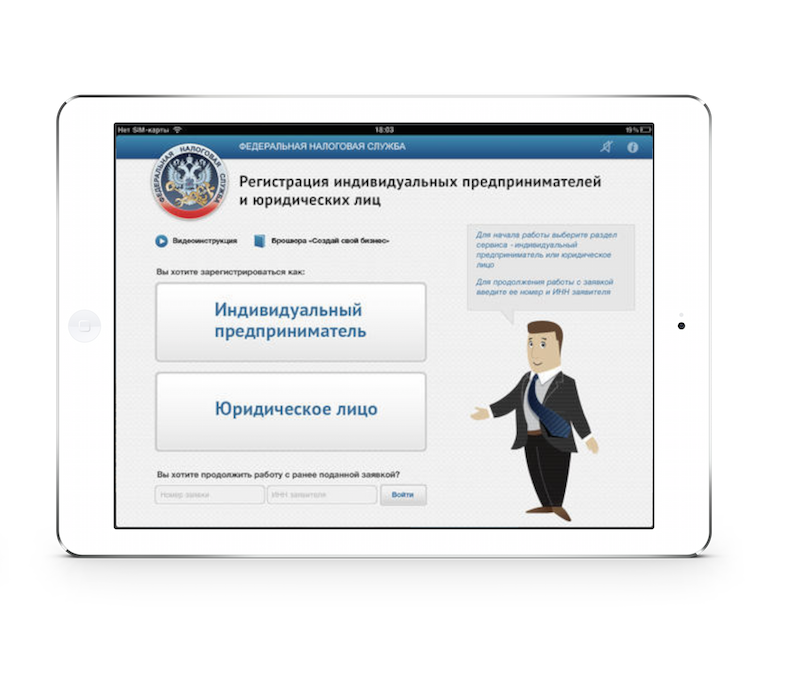 Нет SIM-карты
18:03
19%
ФЕДЕРАЛЬНАЯ НАЛОГОВАЯ СЛУЖБА
ФЕДЕРАЛЬНАЯ НАЛОГОВАЯ СЛУЖБА
Регистрация индивидуальных предпринимателей
и юридических лиц
Видеоинструкция
Брошюра «Создай свой бизнес»
Для начала работы выберите раздел
сервиса - индивидуальный
предприниматель или юридическое
лицо
Для продолжения работы с заявкой
введите ее номер и ИНН заявителя
Вы хотите зарегистрироваться как:
Индивидуальный
предприниматель
Юридическое лицо
Вы хотите продолжить работу с ранее поданной заявкой?
Номер заявки
ИНН заявителя
Войти